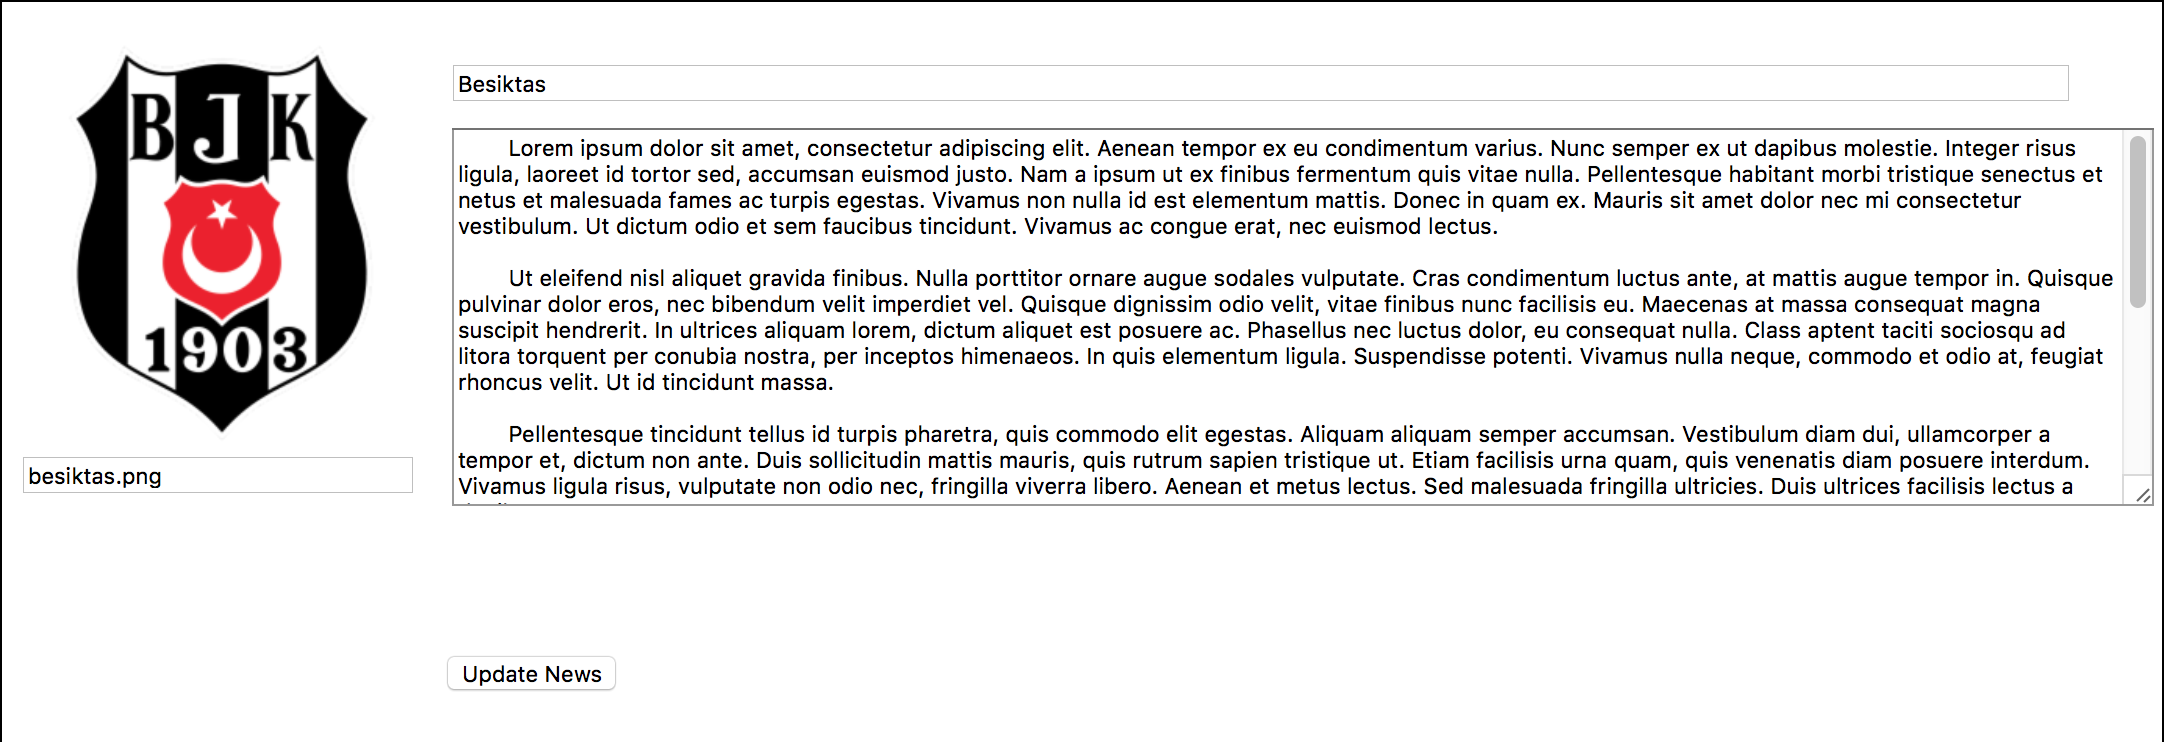 BJK
1903
besiktas.png
Besiktas
Lorem ipsum dolor sit amet, consectetur adipiscing elit. Aenean tempor ex eu condimentum varius. Nunc semper ex ut dapibus molestie. Integer risus
ligula, laoreet id tortor sed, accumsan euismod justo. Nam a ipsum ut ex finibus fermentum quis vitae nulla. Pellentesque habitant morbi tristique senectus et
netus et malesuada fames ac turpis egestas. Vivamus non nulla id est elementum mattis. Donec in quam ex. Mauris sit amet dolor nec mi consectetur
vestibulum. Ut dictum odio et sem faucibus tincidunt. Vivamus ac congue erat, nec euismod lectus.
Ut eleifend nisl aliquet gravida finibus. Nulla porttitor ornare augue sodales vulputate. Cras condimentum luctus ante, at mattis augue tempor in. Quisque
pulvinar dolor eros, nec bibendum velit imperdiet vel. Quisque dignissim odio velit, vitae finibus nunc facilisis eu. Maecenas at massa consequat magna
suscipit hendrerit. In ultrices aliquam lorem, dictum aliquet est posuere ac. Phasellus nec luctus dolor, eu consequat nulla. Class aptent taciti sociosqu ad
litora torquent per conubia nostra, per inceptos himenaeos. In quis elementum ligula. Suspendisse potenti. Vivamus nulla neque, commodo et odio at, feugiat
rhoncus velit. Ut id tincidunt massa.
Pellentesque tincidunt tellus id turpis pharetra, quis commodo elit egestas. Aliquam aliquam semper accumsan. Vestibulum diam dui, ullamcorper a
tempor et, dictum non ante. Duis sollicitudin mattis mauris, quis rutrum sapien tristique ut. Etiam facilisis urna quam, quis venenatis diam posuere interdum.
Vivamus ligula risus, vulputate non odio nec, fringilla viverra libero. Aenean et metus lectus. Sed malesuada fringilla ultricies. Duis ultrices facilisis lectus a
Update News